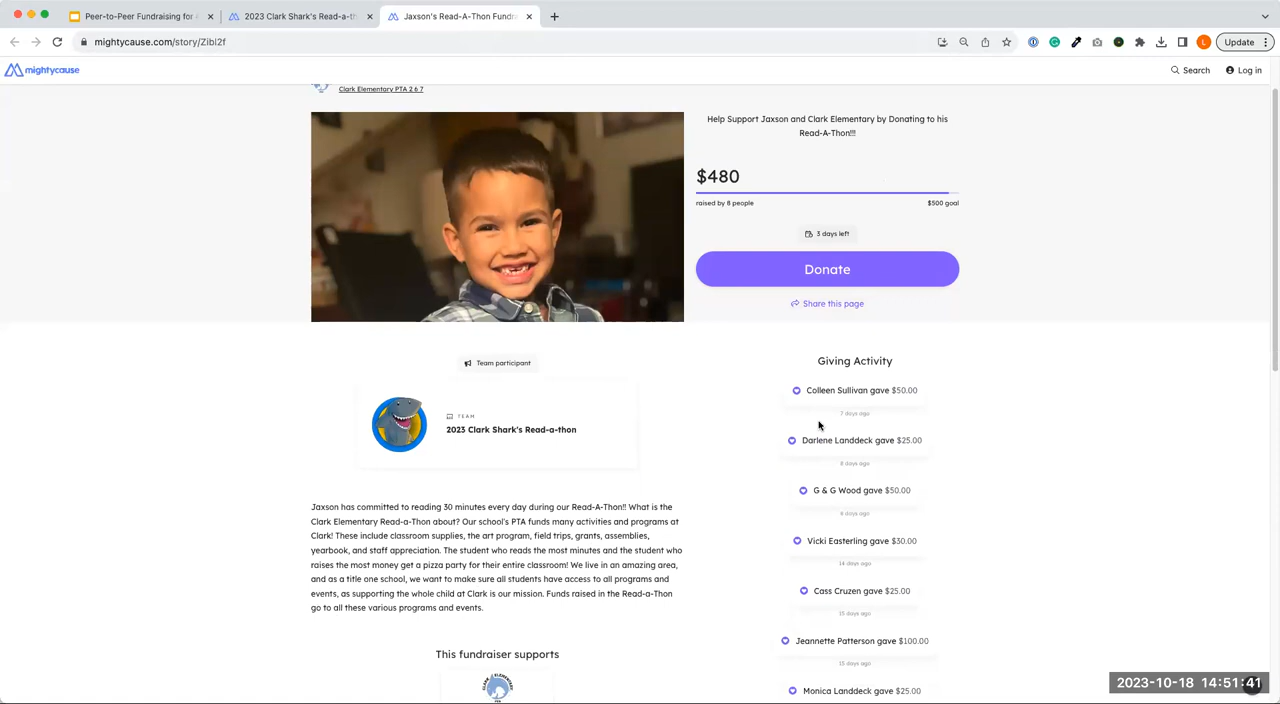 Peer-to-Peer Fundraising for
2023 Clark Shark's Read-a-th
Jaxson's Read-A-Thon Fundr
mightycause.com/story/Zibl2f
Update
mightycause
Search
Log in
Clark Elementary PTA 2 6 7
Help Support Jaxson and Clark Elementary by Donating to his
Read-A-Thon!!!
$480
raised by 8 people
$500 goal
3 days left
Donate
Share this page
Team participant
TEAM
2023 Clark Shark's Read-a-thon
Jaxson has committed to reading 30 minutes every day during our Read-A-Thon!! What is the
Clark Elementary Read-a-Thon about? Our school's PTA funds many activities and programs at
Clark! These include classroom supplies, the art program, field trips, grants, assemblies,
yearbook, and staff appreciation. The student who reads the most minutes and the student who
raises the most money get a pizza party for their entire classroom! We live in an amazing area,
and as a title one school, we want to make sure all students have access to all programs and
events, as supporting the whole child at Clark is our mission. Funds raised in the Read-a-Thon
go to all these various programs and events.
This fundraiser supports
Giving Activity
Colleen Sullivan gave $50.00
7 days ago
Darlene Landdeck gave $25.00
8 days ago
G & G Wood gave $50.00
days ago
Vicki Easterling gave $30.00
14 days ago
Cass Cruzen gave $25.00
15 days ago
Jeannette Patterson gave $100.00
15 days ago
Monica Landdeck gave $25.00
2023-10-18 14:51:41